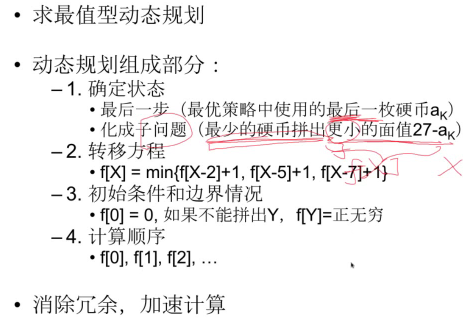 • 求最值型动态规划
• 动态规划组成部分：
– 1. 确定状态
• 最后一步（最优策略中使用的最后一枚硬币aK）
• 化成子问题（最少的硬币拼出更小的面值27-aK）
– 2. 转移方程
• f[X] = min{f[X-2]+1, f[X-5]+1, f[X-7]+1}
– 3. 初始条件和边界情况
• f[0] = 0, 如果不能拼出Y，f[Y]=正无穷
– 4. 计算顺序
• f[0], f[1], f[2], …
• 消除冗余，加速计算